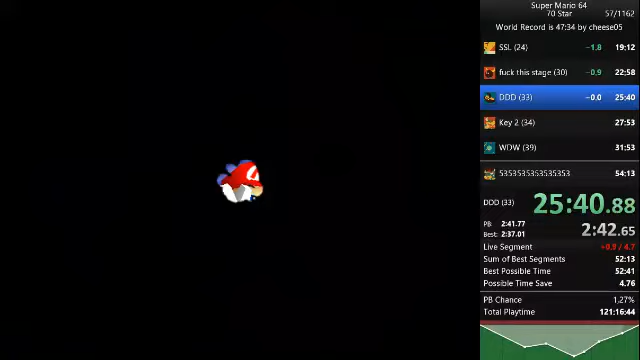 Super Mario 64
70 Star 57/1162
World Record is 47:34 by cheese05
SSL (24) −1.8 19:12
fuck this stage (30) −0.9 22:58
DDD (33) −0.0 25:40
Key 2 (34) 27:53
WDW (39) 31:53
5353535353535353 54:13
DDD (33) 25:40.88
PB: 2:41.77
Best: 2:37.01 2:42.65
Live Segment +0.9 / 4.7
Sum of Best Segments 52:13
Best Possible Time 52:41
Possible Time Save 4.76
PB Chance 1,27%
Total Playtime 121:16:44